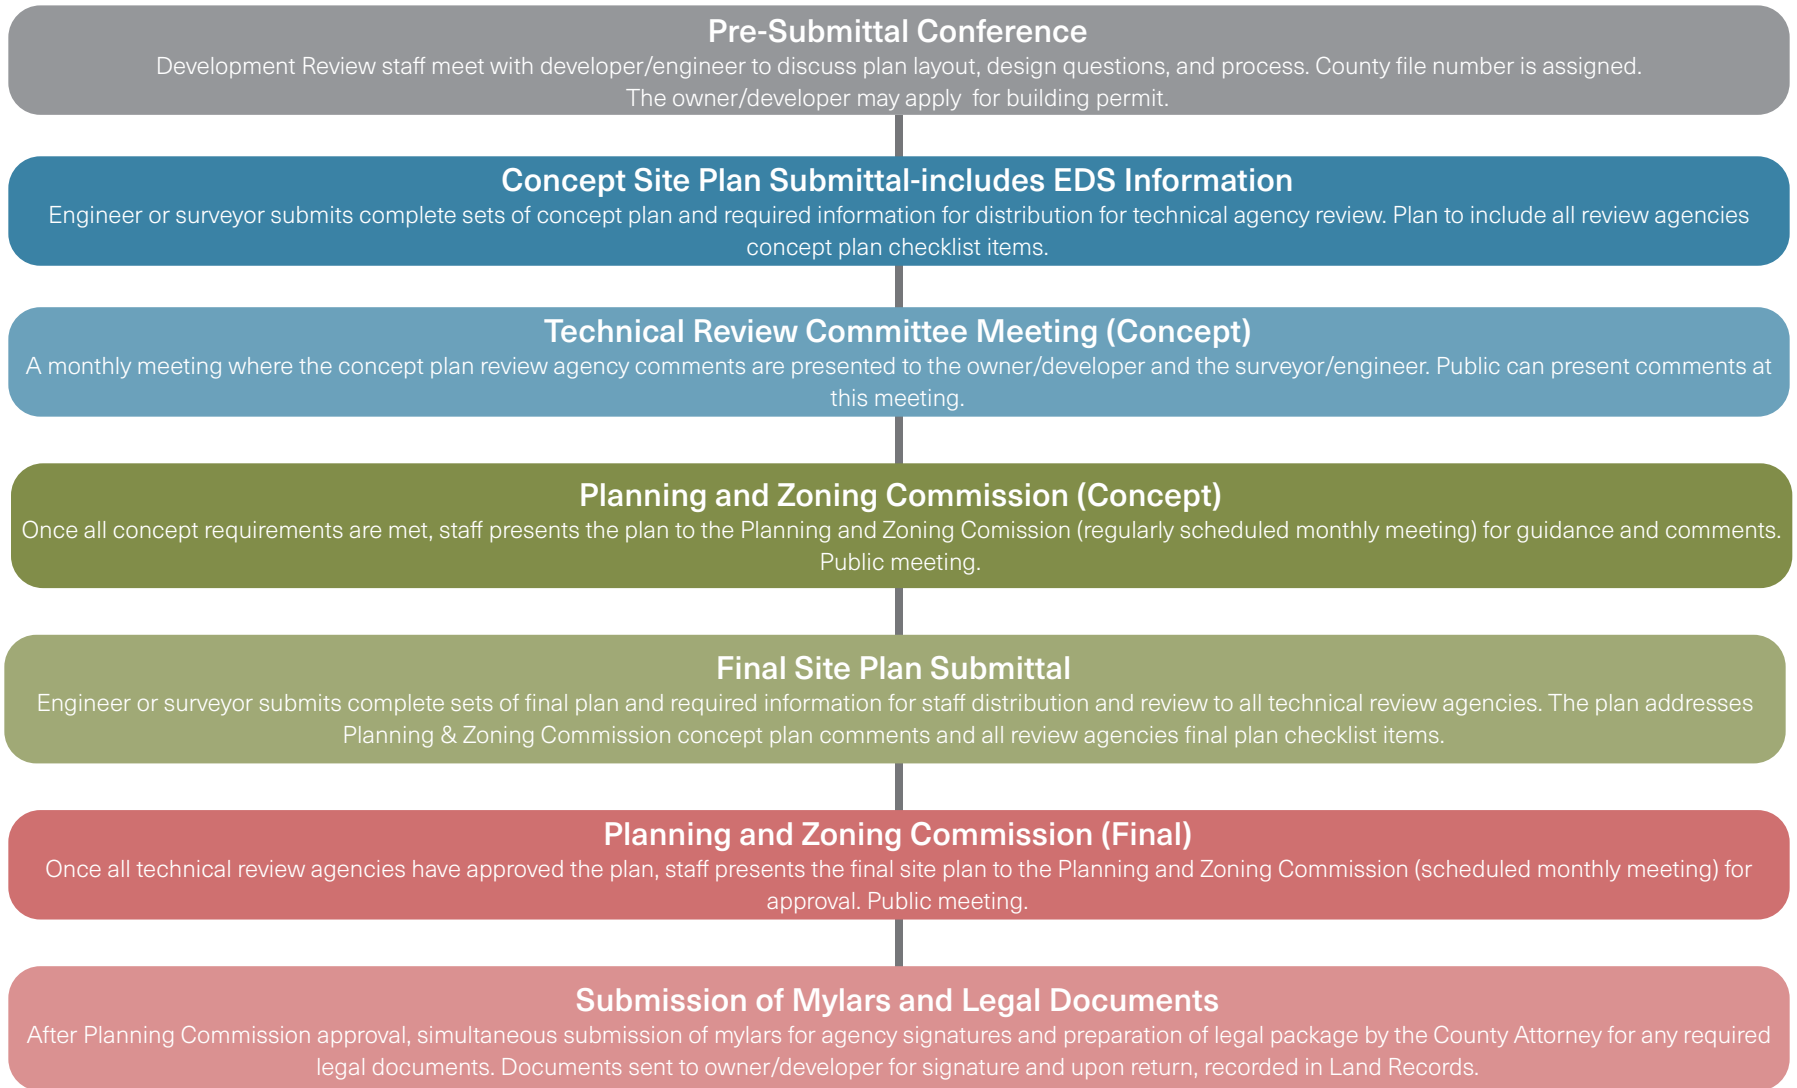 Pre-Submittal Conference
Development Review staff meet with developer/engineer to discuss plan layout, design questions, and process. County file number is assigned.
The owner/developer may apply  for building permit.
Concept Site Plan Submittal-includes EDS Information
Engineer or surveyor submits complete sets of concept plan and required information for distribution for technical agency review. Plan to include all review agencies
concept plan checklist items.
Technical Review Committee Meeting (Concept)
A monthly meeting where the concept plan review agency comments are presented to the owner/developer and the surveyor/engineer. Public can present comments at
this meeting.
Planning and Zoning Commission (Concept)
Once all concept requirements are met, staff presents the plan to the Planning and Zoning Comission (regularly scheduled monthly meeting) for guidance and comments.
Public meeting.
Final Site Plan Submittal
Engineer or surveyor submits complete sets of final plan and required information for staff distribution and review to all technical review agencies. The plan addresses
Planning & Zoning Commission concept plan comments and all review agencies final plan checklist items.
Planning and Zoning Commission (Final)
Once all technical review agencies have approved the plan, staff presents the final site plan to the Planning and Zoning Commission (scheduled monthly meeting) for
approval. Public meeting.
Submission of Mylars and Legal Documents
After Planning Commission approval, simultaneous submission of mylars for agency signatures and preparation of legal package by the County Attorney for any required
legal documents. Documents sent to owner/developer for signature and upon return, recorded in Land Records.